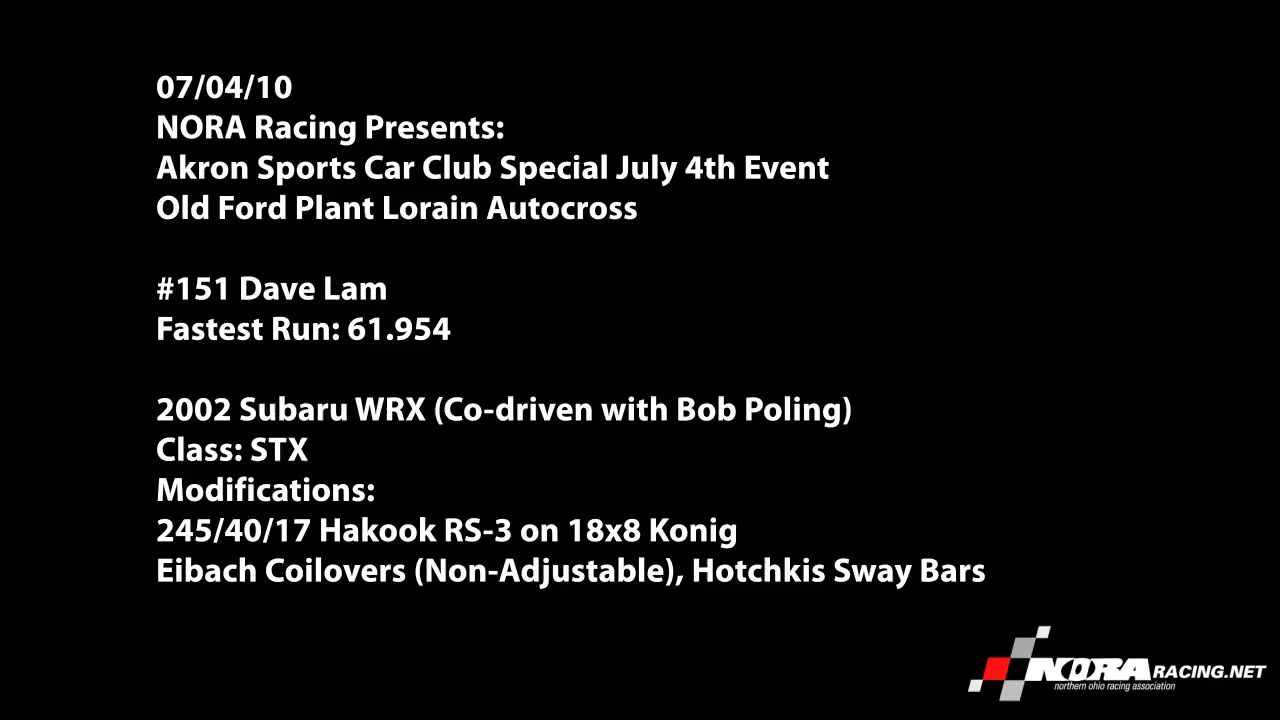 07/04/10
NORA Racing Presents:
Akron Sports Car Club Special July 4th Event
Old Ford Plant Lorain Autocross
#151 Dave Lam
Fastest Run: 61.954
2002 Subaru WRX (Co-driven with Bob Poling)
Class: STX
Modifications:
245/40/17 Hakook RS-3 on 18x8 Konig
Eibach Coilovers (Non-Adjustable), Hotchkis Sway Bars
NORA RACING.NET
northern ohio racing association